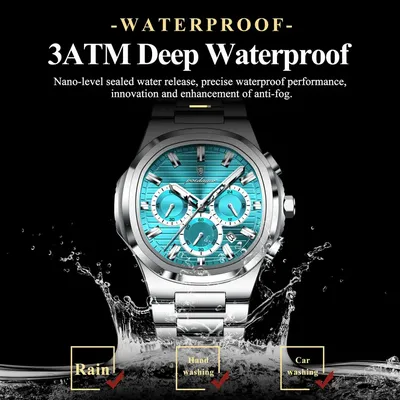 -WATERPROOF-
3ATM Deep Waterproof
Nano-level sealed water release, precise waterproof performance,
innovation and enhancement of anti-fog.
Rain
Hand
washing
Car
washing